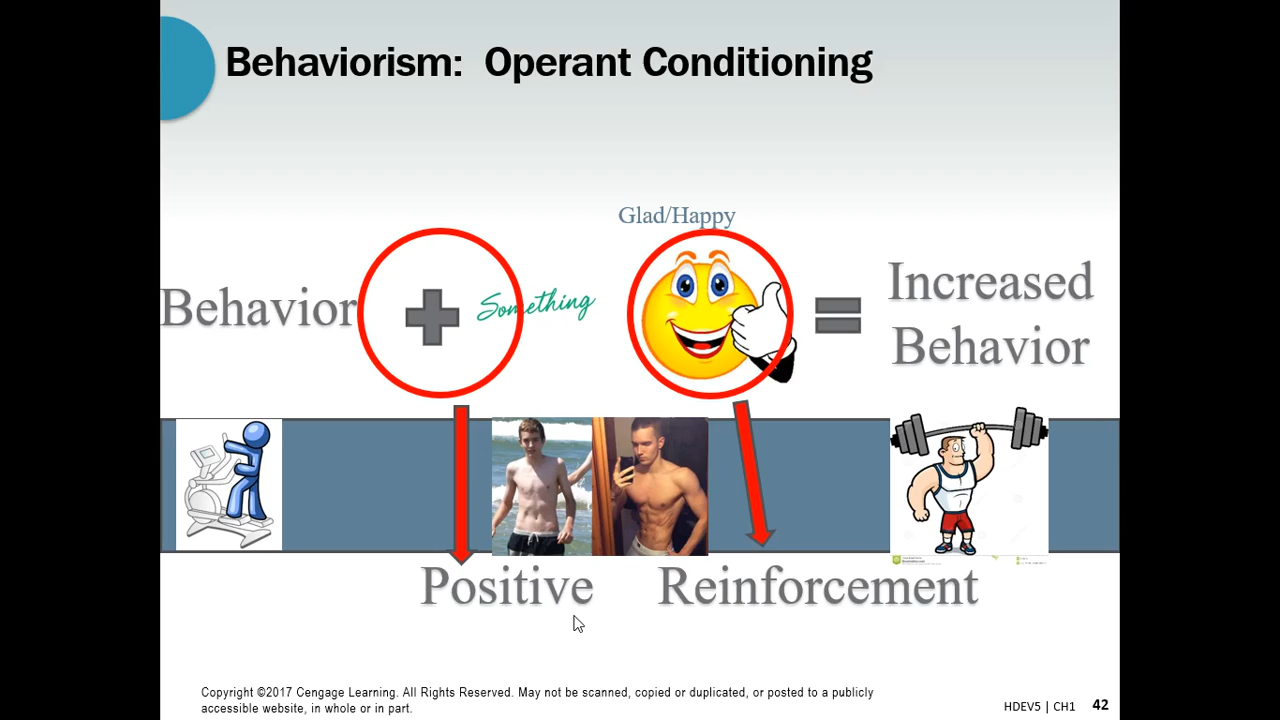 Behaviorism: Operant Conditioning
Glad/Happy
Behavior
Something
Increased
Behavior
Positive
Reinforcement
Copyright ©2017 Cengage Learning. All Rights Reserved. May not be scanned, copied or duplicated, or posted to a publicly
accessible website, in whole or in part.
HDEV5 | CH1 42